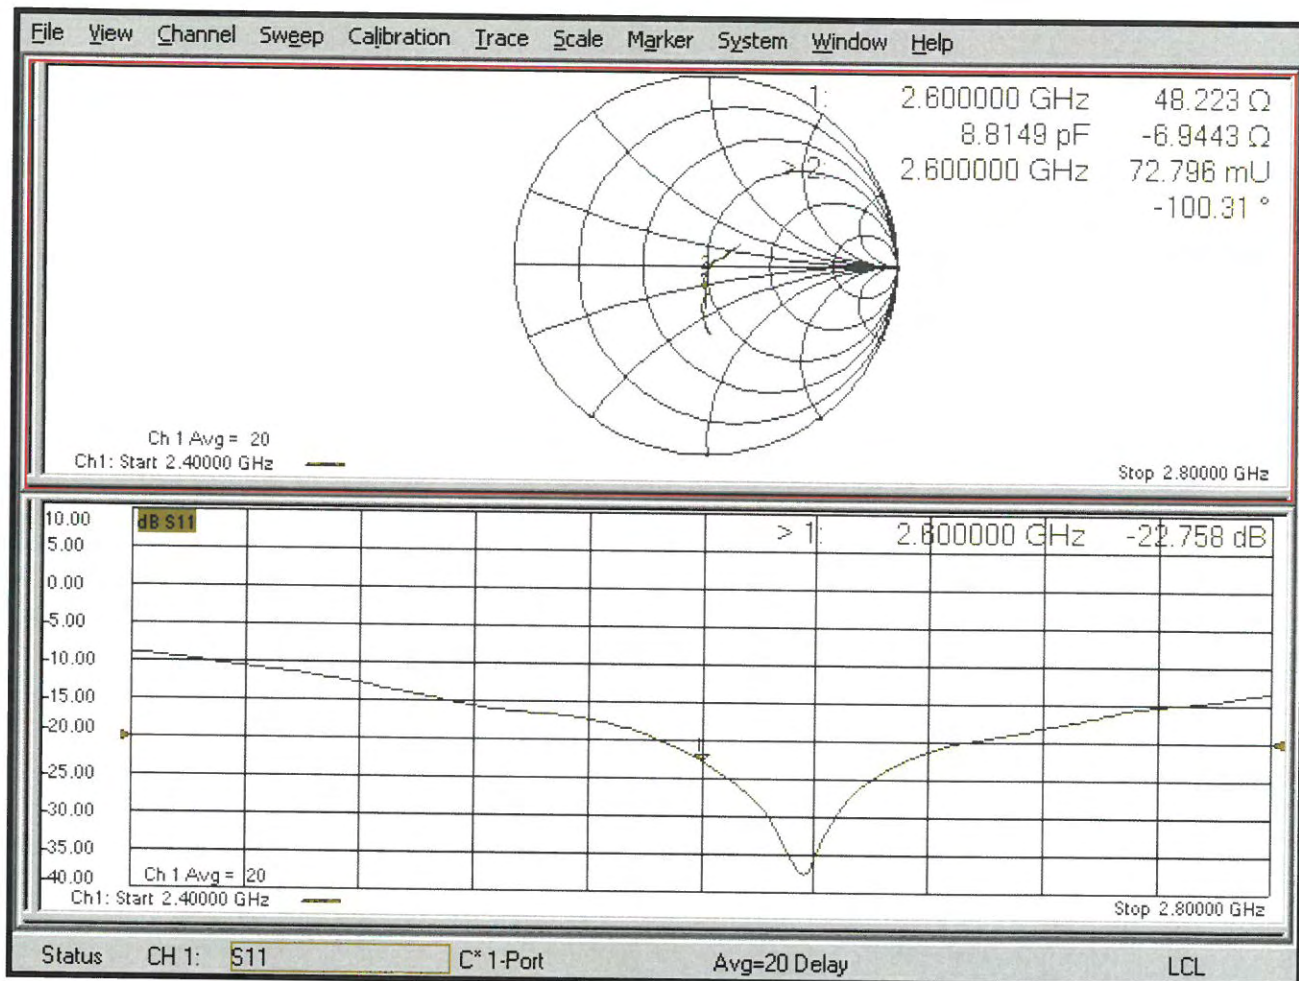 File View Channel Sweep Calibration Trace Scale Marker System Window Help
1: 2.600000 GHz 48.223 Ω
8.8149 pF -6.9443 Ω
> 2: 2.600000 GHz 72.796 mU
-100.31 °
Ch 1 Avg = 20
Ch1: Start 2.40000 GHz
Stop 2.80000 GHz
10.00
dB S11
> 1: 2.600000 GHz -22.758 dB
5.00
0.00
-5.00
-10.00
-15.00
-20.00
-25.00
-30.00
-35.00
-40.00
Ch 1 Avg = 20
Ch1: Start 2.40000 GHz
Stop 2.80000 GHz
Status CH 1: S11 C* 1-Port Avg=20 Delay LCL